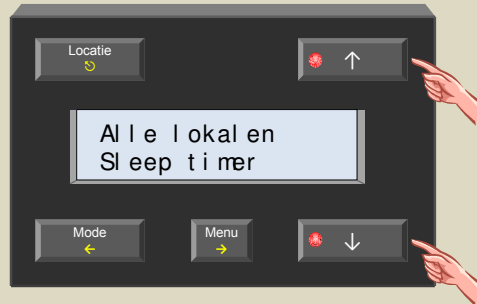 Locatie
Alle lokalen
Sleep timer
Mode
Menu